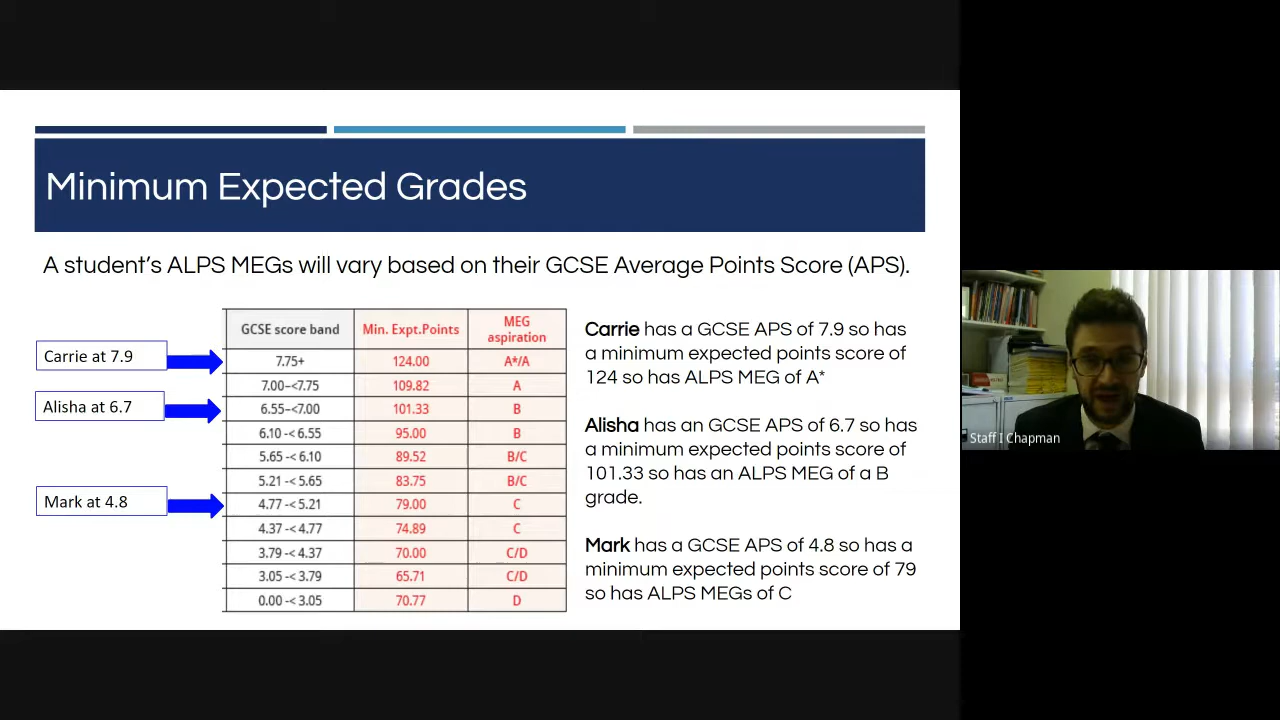 Minimum Expected Grades
A student's ALPS MEGs will vary based on their GCSE Average Points Score (APS).
Carrie at 7.9
Alisha at 6.7
Mark at 4.8
GCSE score band Min. Expt.Points MEG aspiration
7.75+ 124.00 A*/A
7.00-<7.75 109.82 A
6.55-<7.00 101.33 B
6.10 -< 6.55 95.00 B
5.65 -< 6.10 89.52 B/C
5.21 -< 5.65 83.75 B/C
4.77 -< 5.21 79.00 C
4.37 -< 4.77 74.89 C
3.79 -< 4.37 70.00 C/D
3.05 -< 3.79 65.71 C/D
0.00 -< 3.05 70.77 D
Carrie has a GCSE APS of 7.9 so has
a minimum expected points score of
124 so has ALPS MEG of A*
Alisha has an GCSE APS of 6.7 so has
a minimum expected points score of
101.33 so has an ALPS MEG of a B
grade.
Mark has a GCSE APS of 4.8 so has a
minimum expected points score of 79
so has ALPS MEGs of C
Staff I Chapman